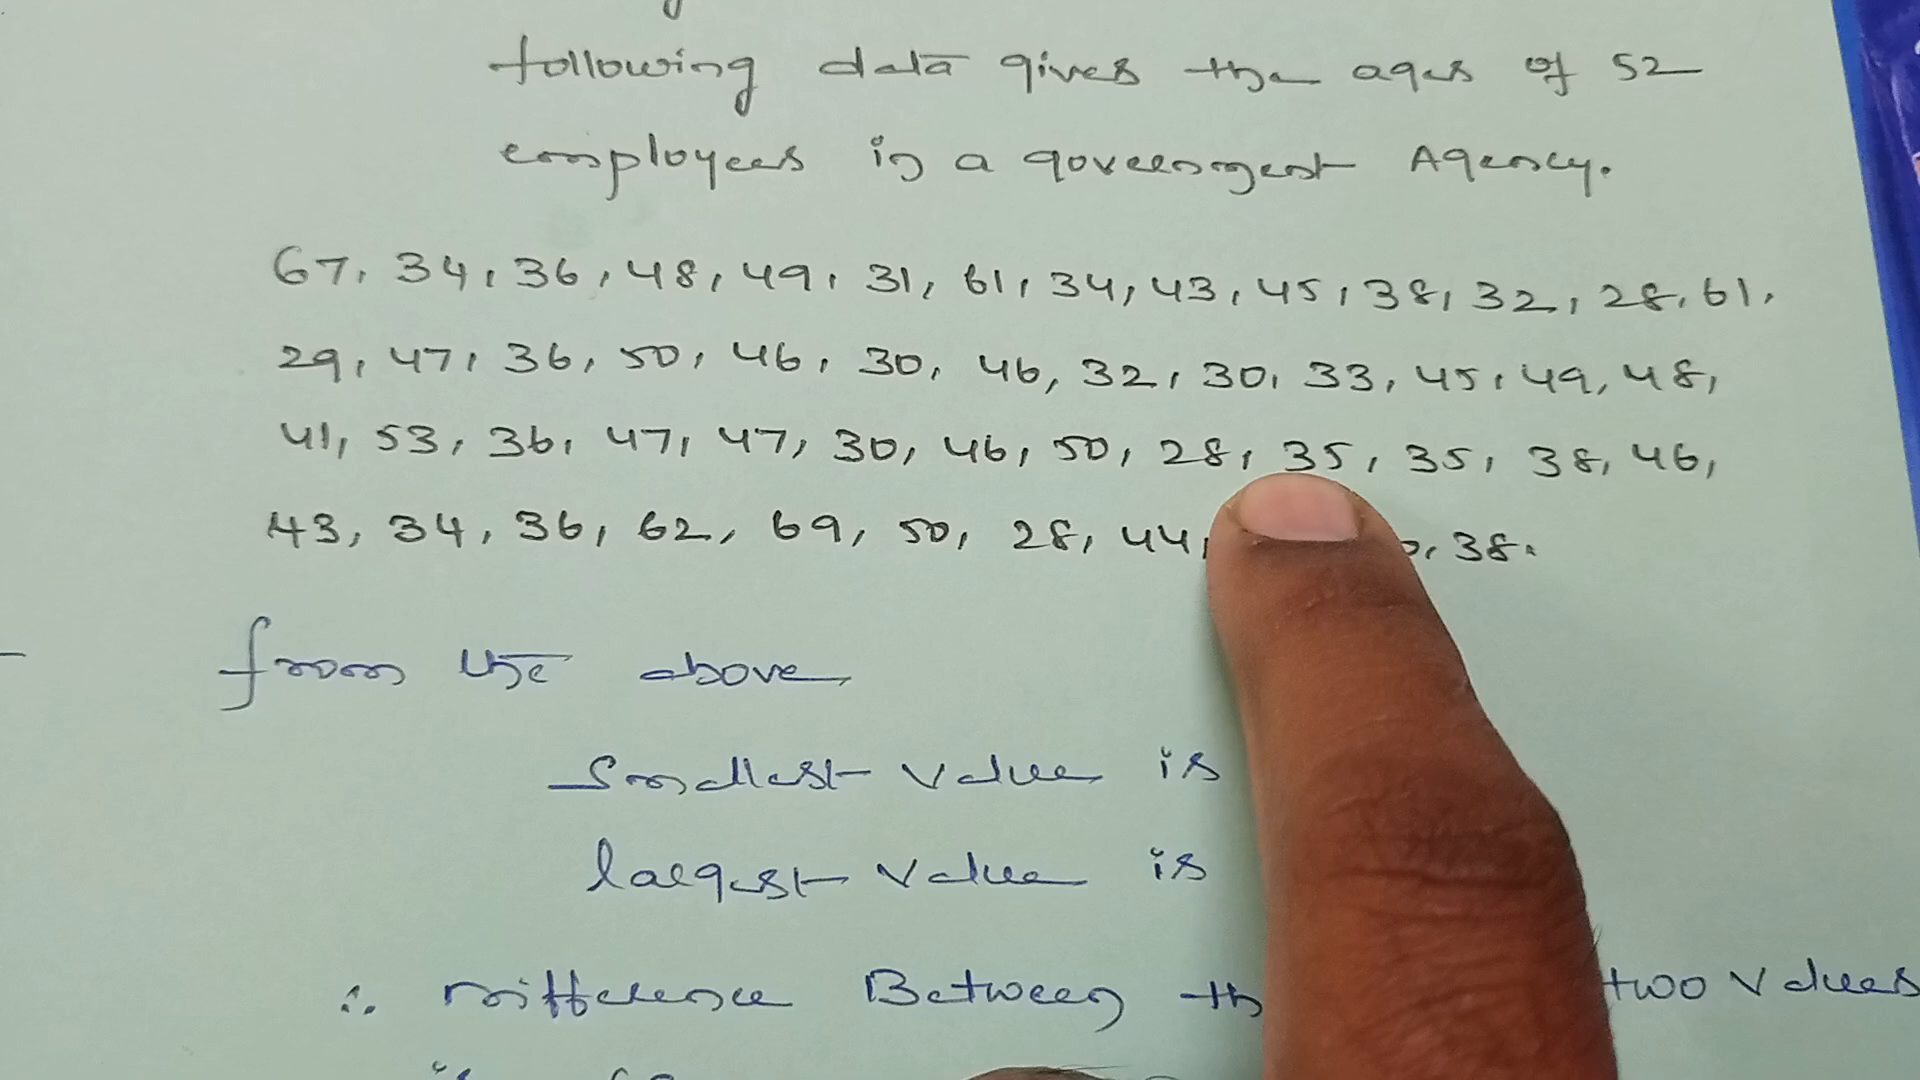 following data gives the ages of 52
employees in a government Agency.
67, 34, 36, 48, 49, 31, 61, 34, 43, 45, 38, 32, 28, 61,
29, 47, 36, 50, 46, 30, 46, 32, 30, 33, 45, 49, 48,
41, 53, 36, 47, 47, 30, 46, 50, 28, 35, 35, 38, 46,
43, 34, 36, 62, 69, 50, 28, 44, 38.
from the above,
Smallest value is
largest value is
∴ Difference Between two values